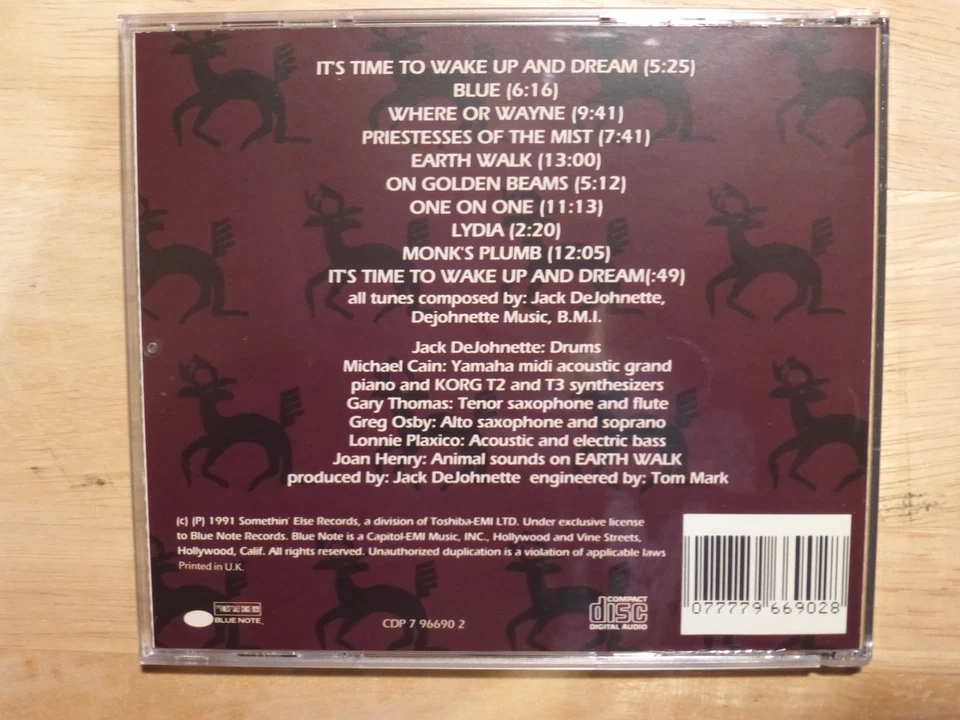 IT'S TIME TO WAKE UP AND DREAM (5:25)
BLUE (6:16)
WHERE OR WAYNE (9:41)
PRIESTESSES OF THE MIST (7:41)
EARTH WALK (13:00)
ON GOLDEN BEAMS (5:12)
ONE ON ONE (11:13)
LYDIA (2:20)
MONK'S PLUMB (12:05)
IT'S TIME TO WAKE UP AND DREAM(:49)
all tunes composed by: Jack DeJohnette,
Dejohnette Music, B.M.I.
Jack DeJohnette: Drums
Michael Cain: Yamaha midi acoustic grand
piano and KORG T2 and T3 synthesizers
Gary Thomas: Tenor saxophone and flute
Greg Osby: Alto saxophone and soprano
Lonnie Plaxico: Acoustic and electric bass
Joan Henry: Animal sounds on EARTH WALK
produced by: Jack DeJohnette engineered by: Tom Mark
(c) (P) 1991 Somethin' Else Records, a division of Toshiba-EMI LTD. Under exclusive license
to Blue Note Records. Blue Note is a Capitol-EMI Music, INC., Hollywood and Vine Streets,
Hollywood, Calif. All rights reserved. Unauthorized duplication is a violation of applicable laws
Printed in U.K.
BLUE NOTE.
CDP 7 96690 2
COMPACT
disc
DIGITAL AUDIO
077779 669028